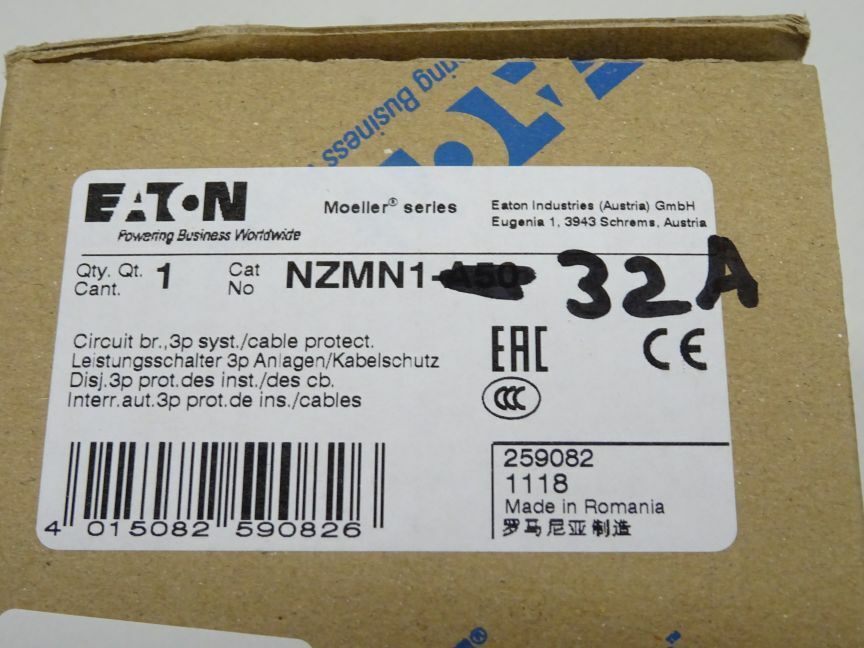 ring Business
EATON
Powering Business Worldwide
Moeller® series
Eaton Industries (Austria) GmbH
Eugenia 1, 3943 Schrems, Austria
Qty. Qt. 1 Cat NZMN1-A50 32A
Cant. No
Circuit br.,3p syst./cable protect.
Leistungsschalter 3p Anlagen/Kabelschutz
Disj.3p prot.des inst./des cb.
Interr.aut.3p prot.de ins./cables
EAC CE
CCC
4 015082 590826
259082
1118
Made in Romania
罗马尼亚制造